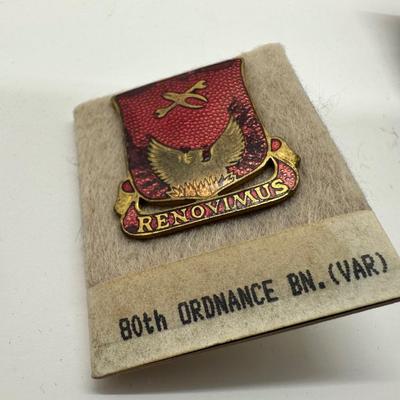 RENOVIMUS
80th ORDNANCE BN.(VAR)